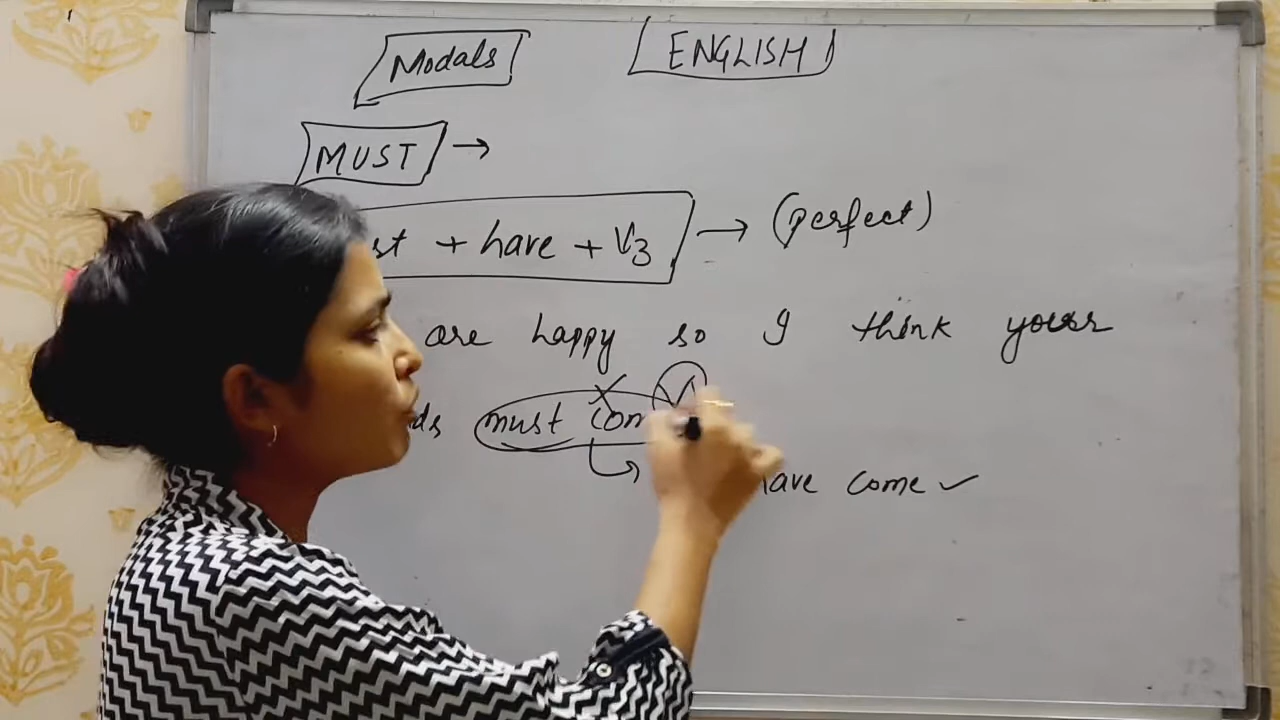 Modals ENGLISH
MUST →
+ have + V3 → (perfect)
are happy so I think your
must
have come ✓